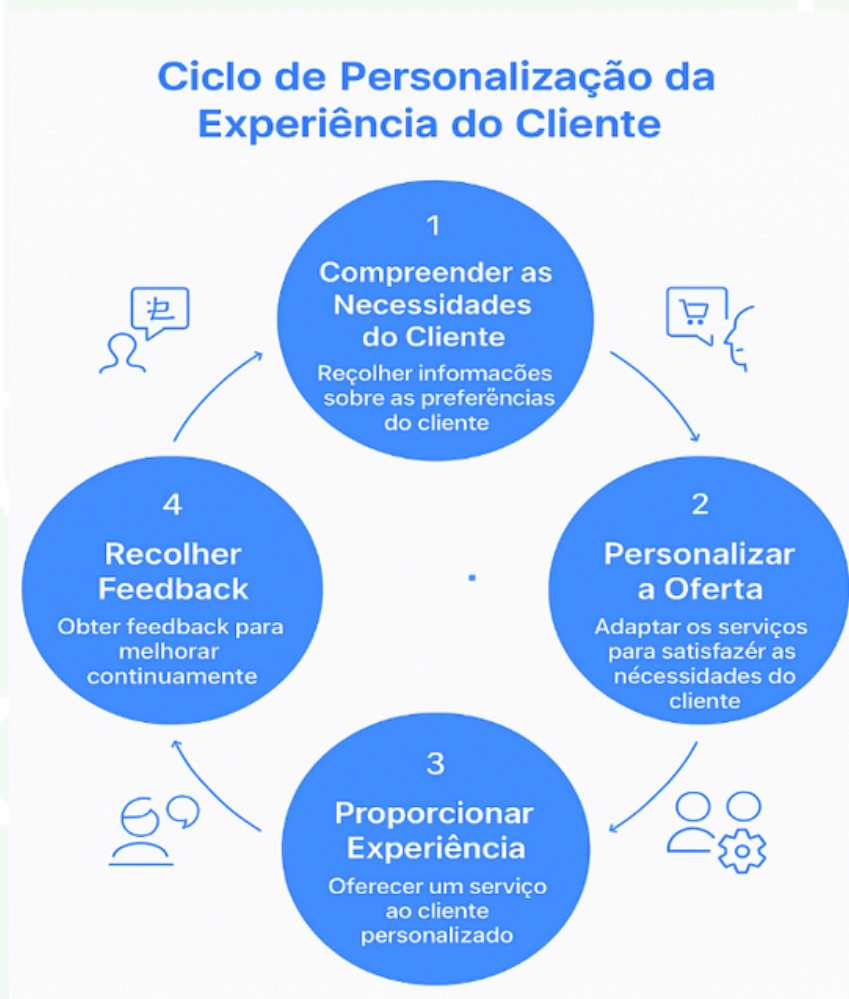 Ciclo de Personalização da
Experiência do Cliente
1
Compreender as
Necessidades
do Cliente
Reçolher informacões
sobre as preferëncias
do cliente
2
Personalizar
a Oferta
Adaptar os serviços
para satisfazér as
nécessidades do
cliente
3
Proporcionar
Experiência
Oferecer um serviço
ao cliente
personalizado
4
Recolher
Feedback
Obter feedback para
melhorar
continuamente